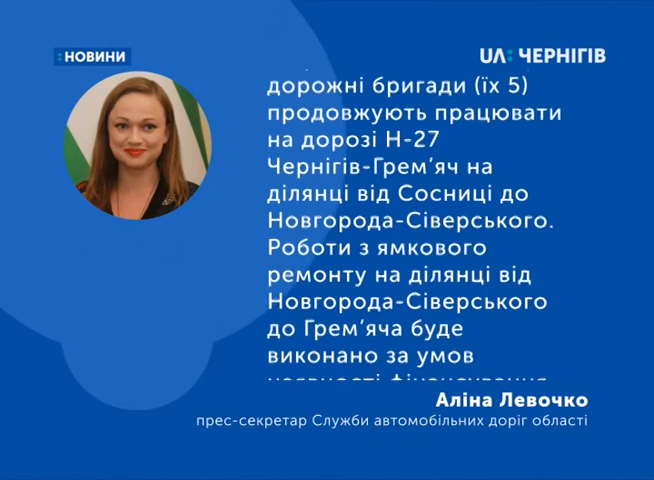 НОВИНИ
UA: ЧЕРНІГІВ
дорожні бригади (їх 5)
продовжують працювати
на дорозі Н-27
Чернігів-Грем’яч на
ділянці від Сосниці до
Новгорода-Сіверського.
Роботи з ямкового
ремонту на ділянці від
Новгорода-Сіверського
до Грем’яча буде
виконано за умов
наявності фінансування
Аліна Левочко
прес-секретар Служби автомобільних доріг області